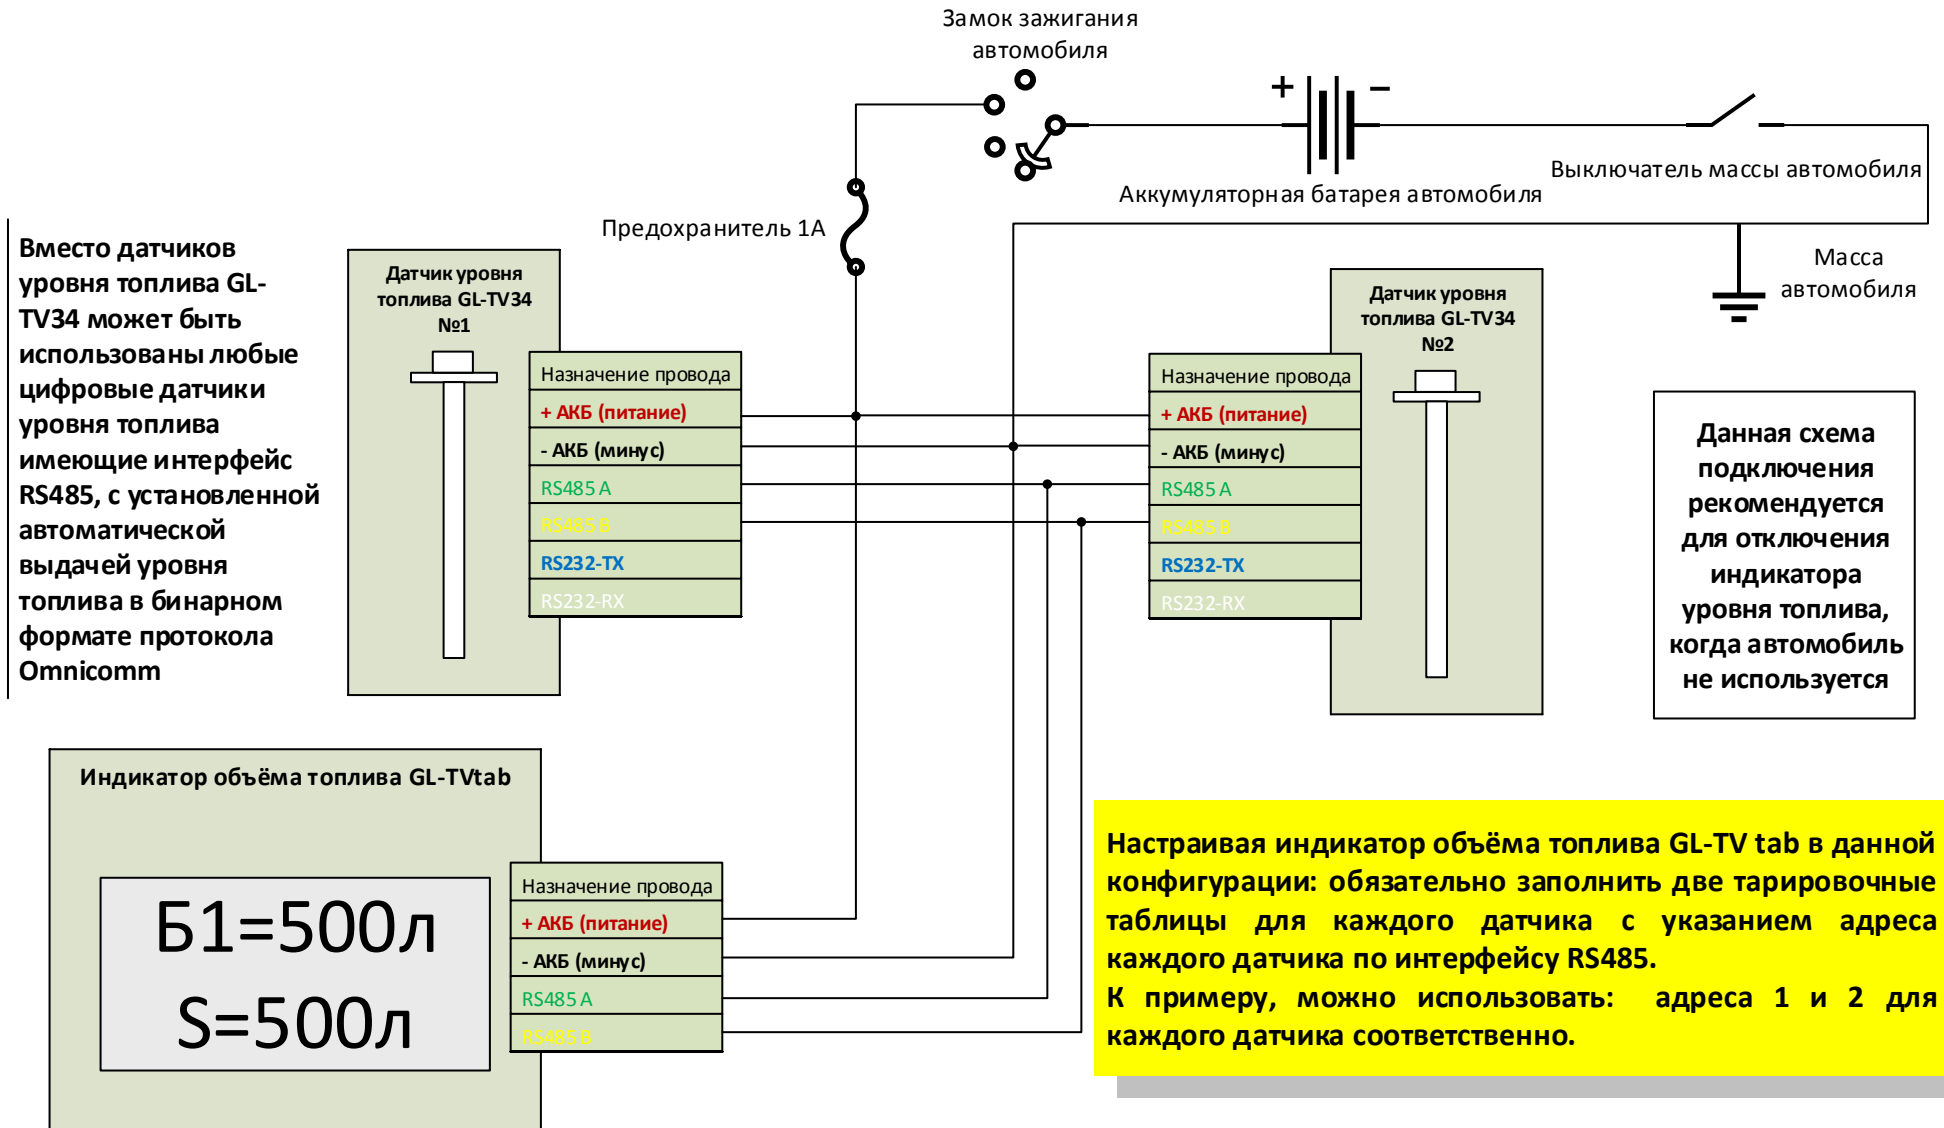 Замок зажигания
автомобиля
+
−
Выключатель массы автомобиля
Аккумуляторная батарея автомобиля
Предохранитель 1А
Масса
автомобиля
Вместо датчиков
уровня топлива GL-
TV34 может быть
использованы любые
цифровые датчики
уровня топлива
имеющие интерфейс
RS485, с установленной
автоматической
выдачей уровня
топлива в бинарном
формате протокола
Omnicomm
Датчик уровня
топлива GL-TV34
№1
Назначение провода
+ АКБ (питание)
- АКБ (минус)
RS485 A
RS485 B
RS232-TX
RS232-RX
Датчик уровня
топлива GL-TV34
№2
Назначение провода
+ АКБ (питание)
- АКБ (минус)
RS485 A
RS485 B
RS232-TX
RS232-RX
Данная схема
подключения
рекомендуется
для отключения
индикатора
уровня топлива,
когда автомобиль
не используется
Индикатор объёма топлива GL-TVtab
Б1=500л
S=500л
Назначение провода
+ АКБ (питание)
- АКБ (минус)
RS485 A
RS485 B
Настраивая индикатор объёма топлива GL-TV tab в данной
конфигурации: обязательно заполнить две тарировочные
таблицы для каждого датчика с указанием адреса
каждого датчика по интерфейсу RS485.
К примеру, можно использовать: адреса 1 и 2 для
каждого датчика соответственно.